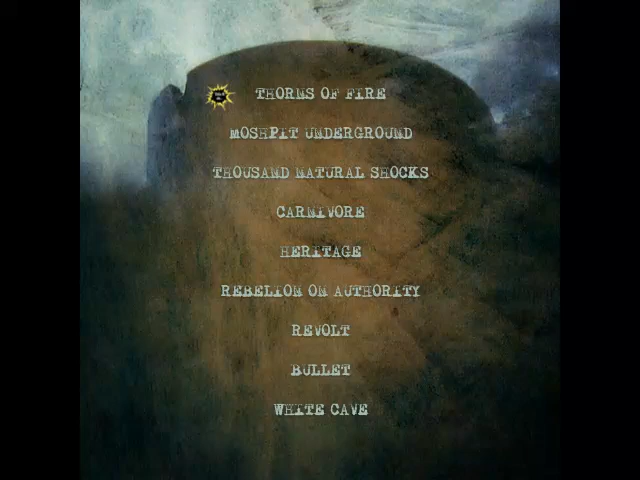 THORNS OF FIRE
MOSHPIT UNDERGROUND
THOUSAND NATURAL SHOCKS
CARNIVORE
HERITAGE
REBELION ON AUTHORITY
REVOLT
BULLET
WHITE CAVE